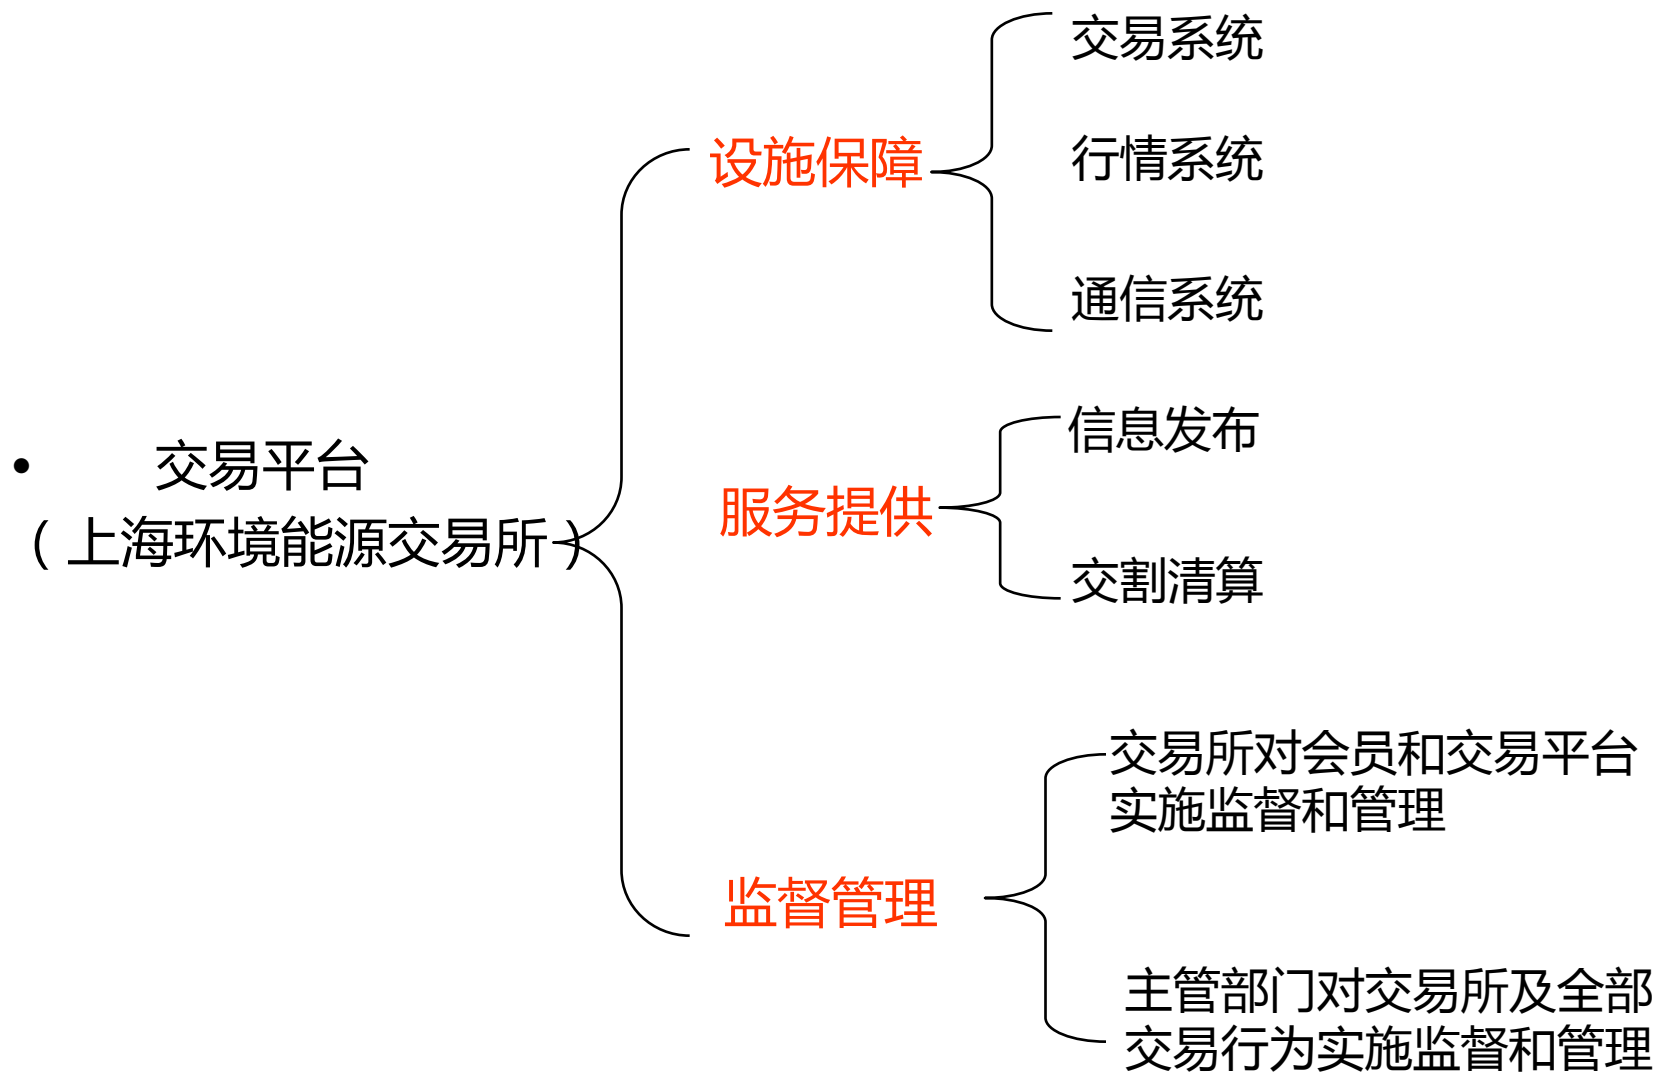 交易系统
设施保障
行情系统
通信系统
信息发布
• 交易平台
服务提供
（上海环境能源交易所）
交割清算
交易所对会员和交易平台
实施监督和管理
监督管理
主管部门对交易所及全部
交易行为实施监督和管理